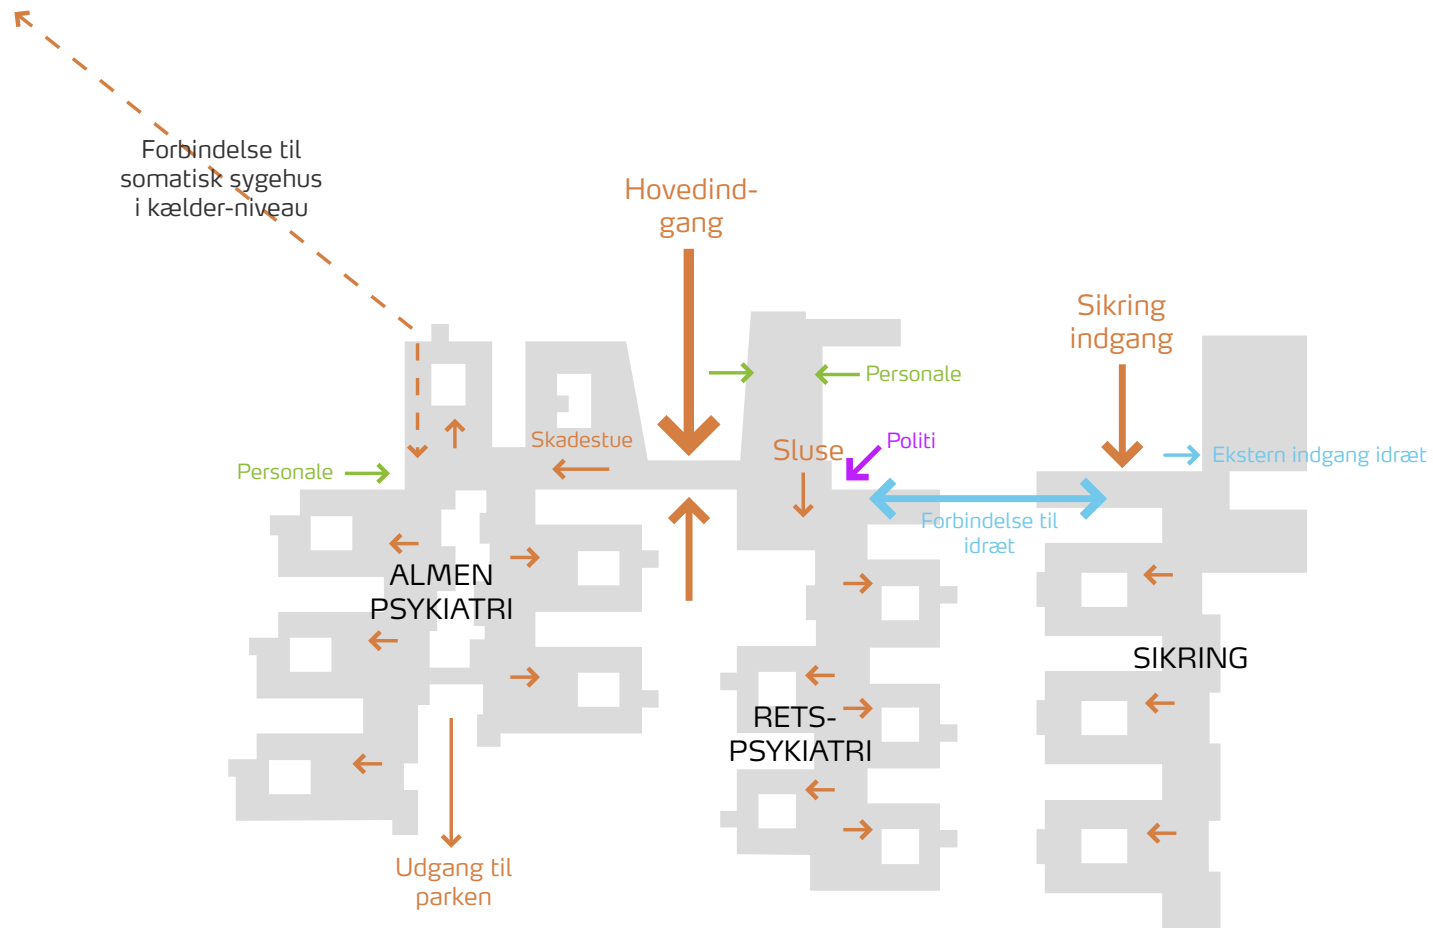 Forbindelse til
somatisk sygehus
i kælder-niveau
Hovedind-
gang
Sikring
indgang
Personale
Skadestue
Sluse
Politi
Ekstern indgang idræt
Personale
Forbindelse til
idræt
ALMEN
PSYKIATRI
SIKRING
RETS-
PSYKIATRI
Udgang til
parken